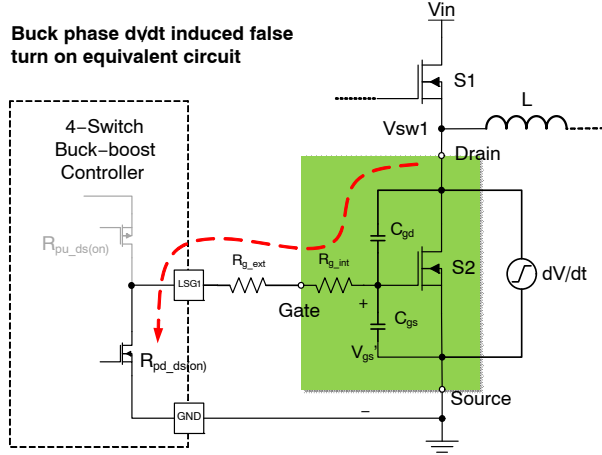 Buck phase dv/dt induced false
turn on equivalent circuit
Vin
S1
L
Vsw1
4−Switch
Buck−boost
Controller
Drain
Rpu_ds(on)
Cgd
Rg_ext
Rg_int
S2
dV/dt
LSG1
Gate
+
Cgs
Vgs'
Rpd_ds(on)
Source
GND
−